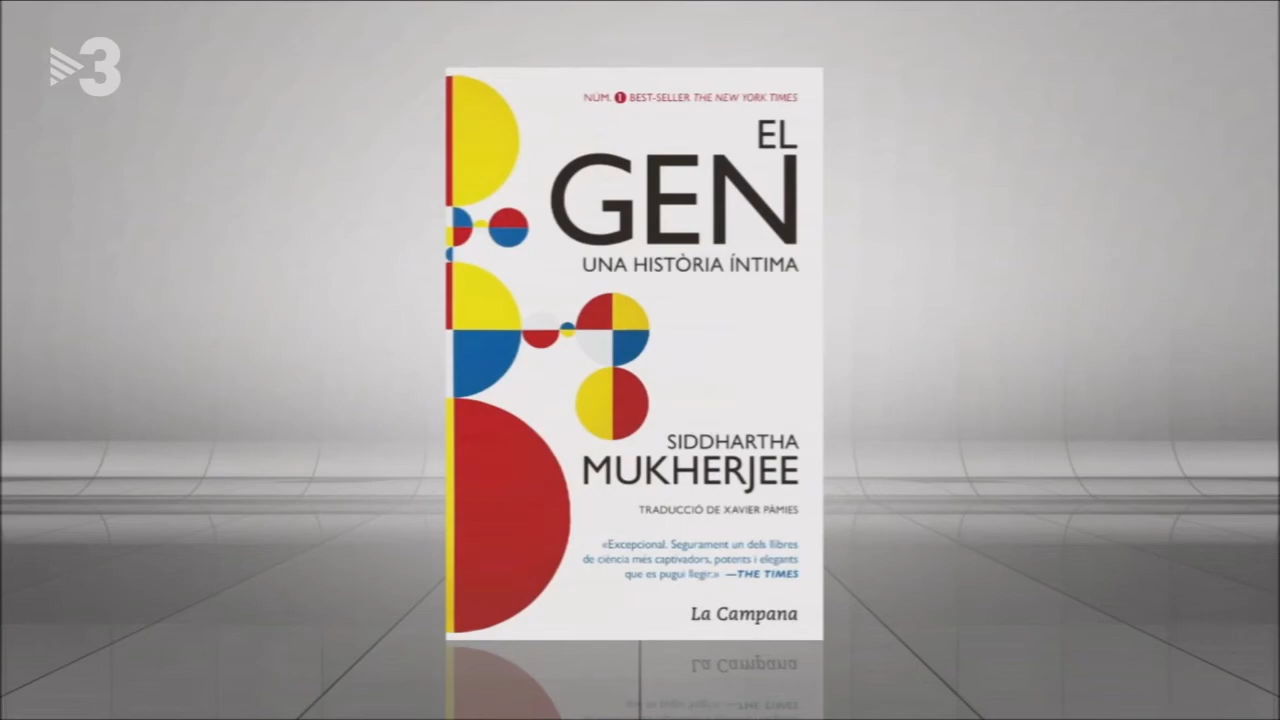 3
NÚM. 1 BEST-SELLER THE NEW YORK TIMES
EL
GEN
UNA HISTÒRIA ÍNTIMA
SIDDHARTHA
MUKHERJEE
TRADUCCIÓ DE XAVIER PÀMIES
«Excepcional. Segurament un dels llibres
de ciència més captivadors, potents i elegants
que es pugui llegir.» —THE TIMES
La Campana